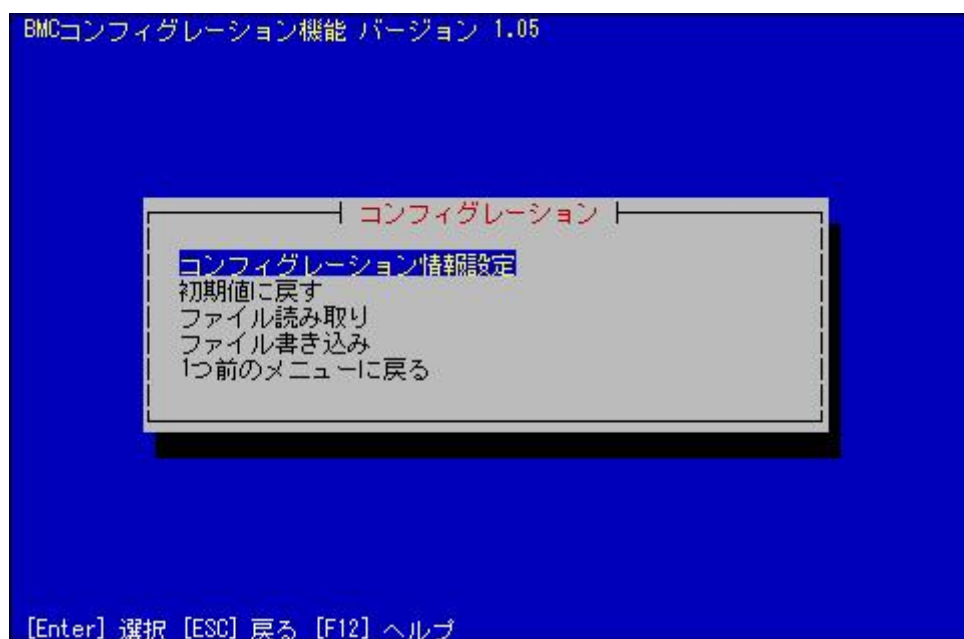 BMCコンフィグレーション機能 バージョン 1.05
コンフィグレーション
コンフィグレーション情報設定
初期値に戻す
ファイル読み取り
ファイル書き込み
1つ前のメニューに戻る
[Enter] 選択 [ESC] 戻る [F12] ヘルプ